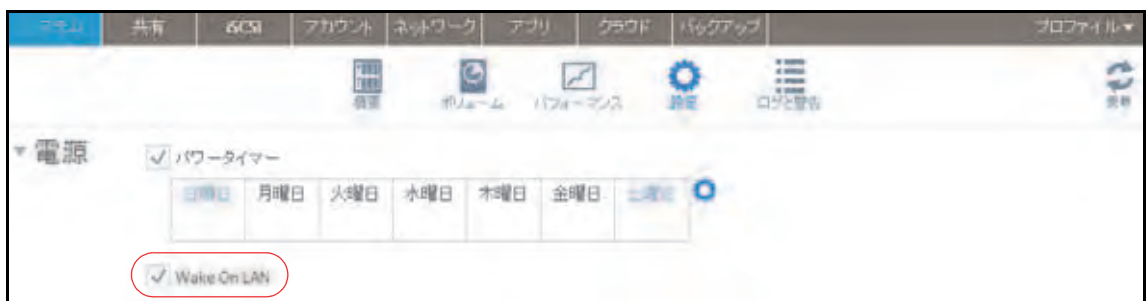 システム 共有 iSCSI アカウント ネットワーク アプリ クラウド バックアップ プロファイル▼
概要 ボリューム パフォーマンス 設定 ログと警告 更新
▼電源 ✓ パワータイマー
日曜日 月曜日 火曜日 水曜日 木曜日 金曜日 土曜日
✓ Wake On LAN